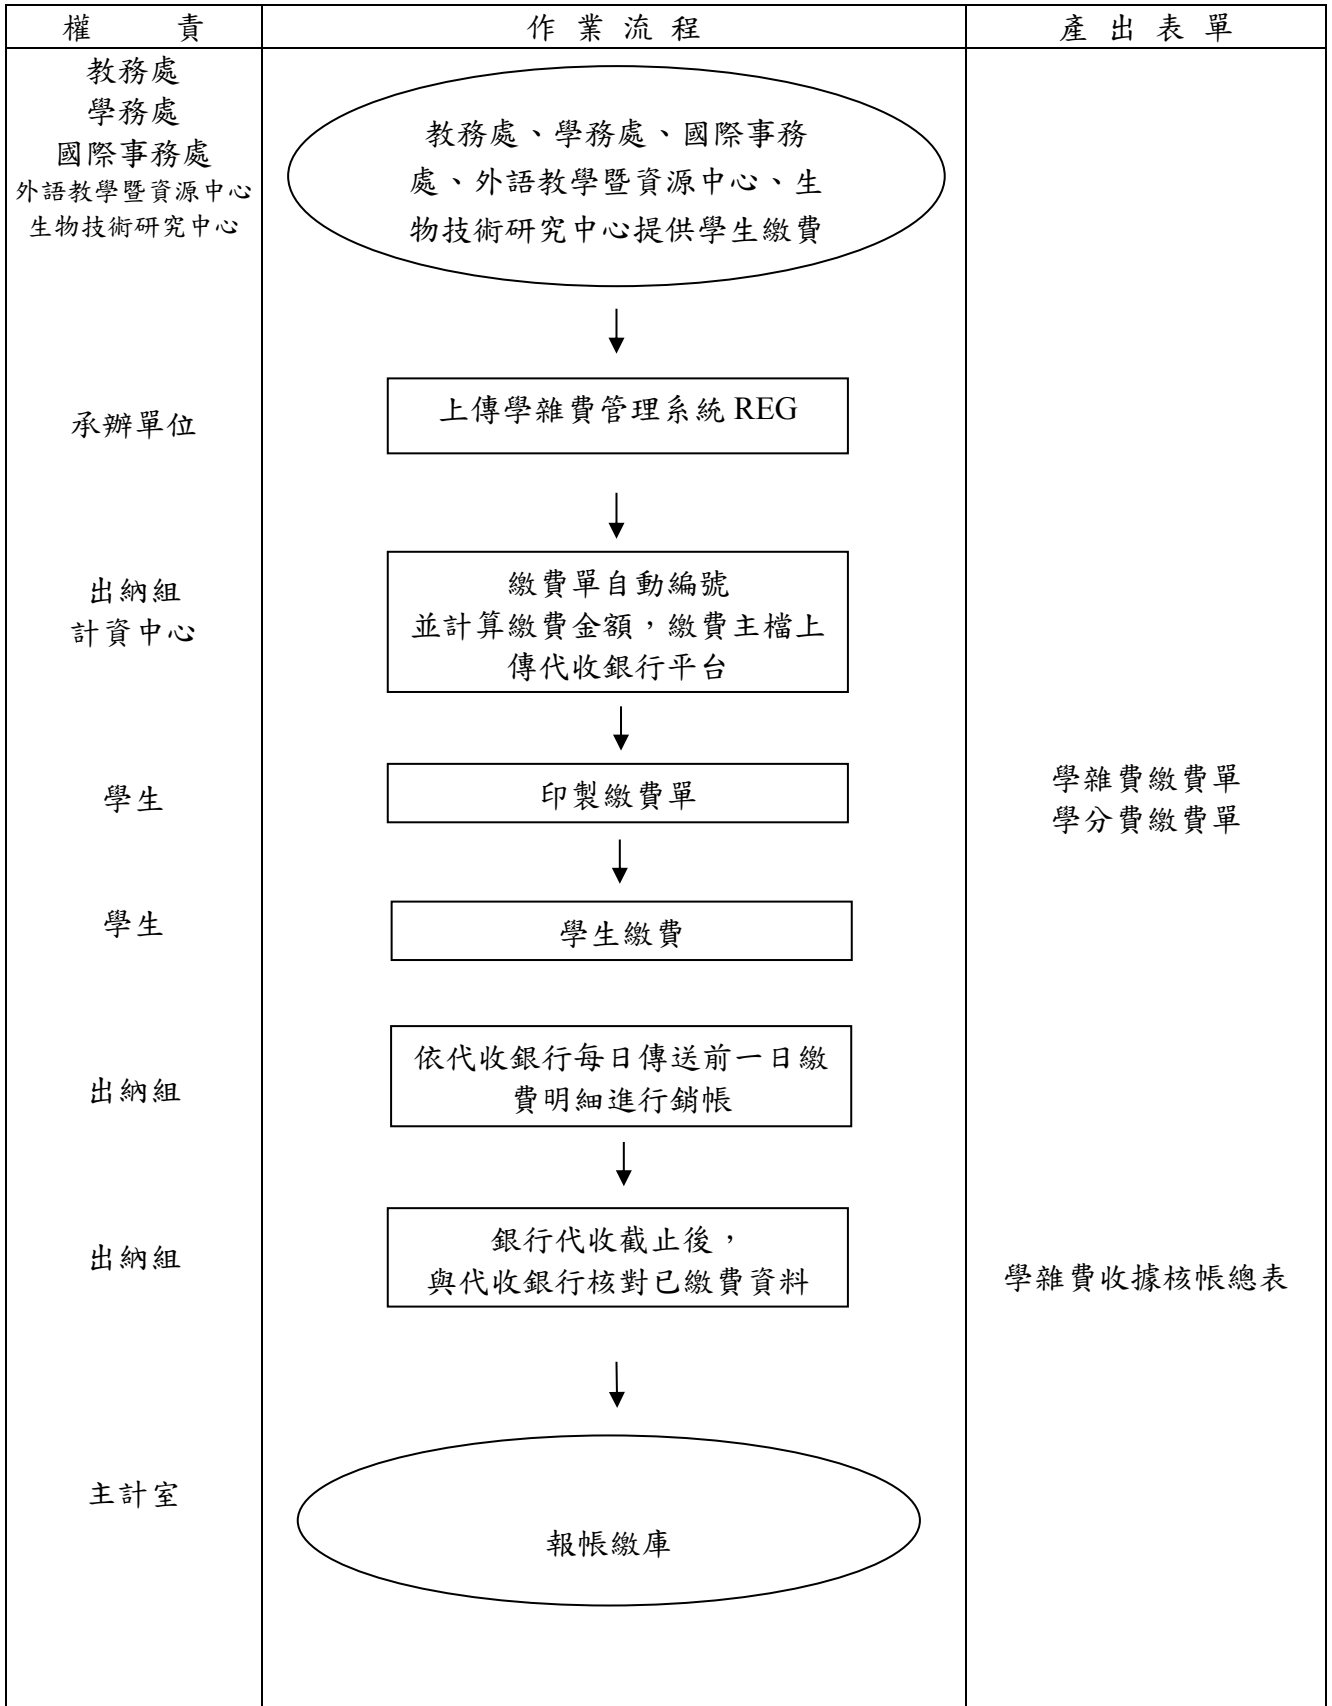 權 責
作 業 流 程
產 出 表 單
教務處
學務處
國際事務處
外語教學暨資源中心
生物技術研究中心
教務處、學務處、國際事務
處、外語教學暨資源中心、生
物技術研究中心提供學生繳費
承辦單位
上傳學雜費管理系統 REG
出納組
計資中心
繳費單自動編號
並計算繳費金額，繳費主檔上
傳代收銀行平台
學生
印製繳費單
學雜費繳費單
學分費繳費單
學生
學生繳費
出納組
依代收銀行每日傳送前一日繳
費明細進行銷帳
出納組
銀行代收截止後，
與代收銀行核對已繳費資料
學雜費收據核帳總表
主計室
報帳繳庫